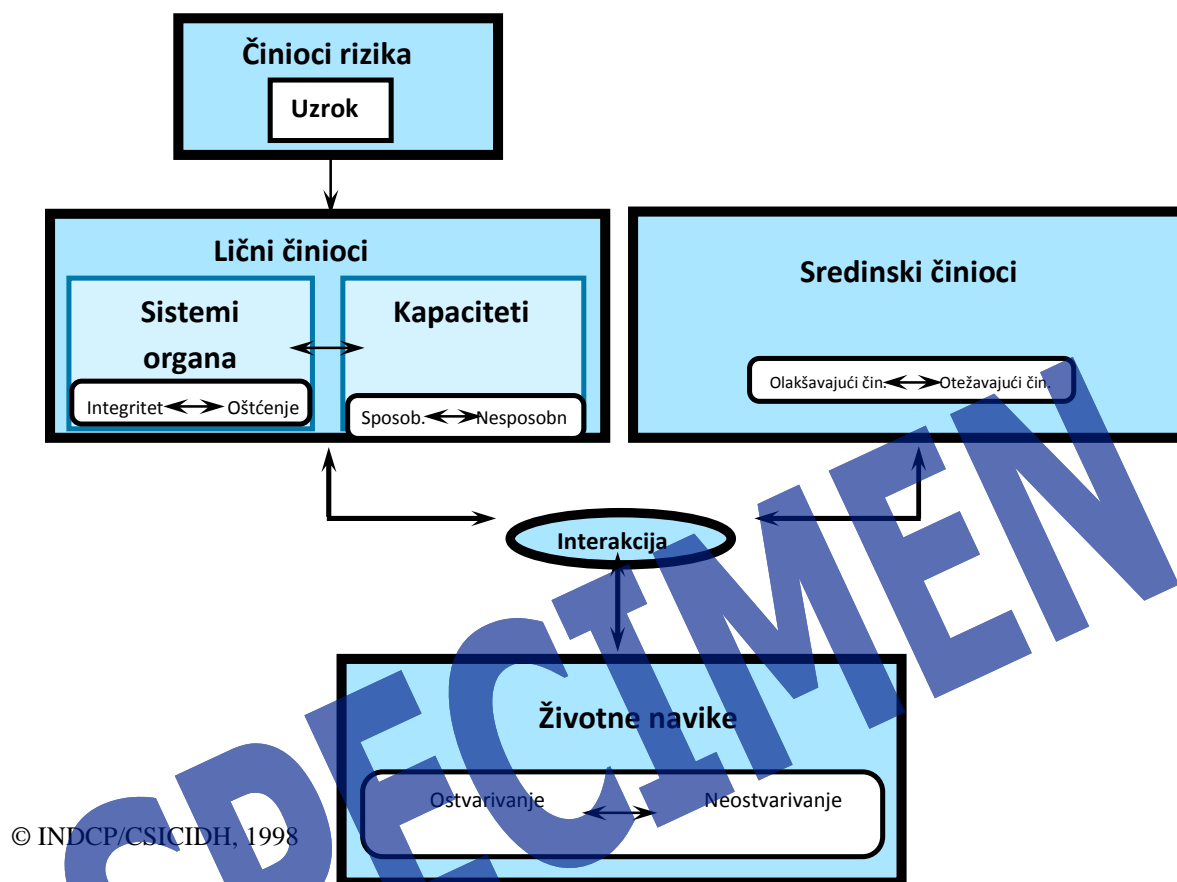 Činioci rizika
Uzrok
Lični činioci
Sistemi
organa
Integritet Oštćenje
Kapaciteti
Sposob. Nesposobn
Sredinski činioci
Olakšavajući čin. Otežavajući čin.
Interakcija
Životne navike
Ostvarivanje Neostvarivanje
© INDCP/CSICIDH, 1998
SPECIMEN